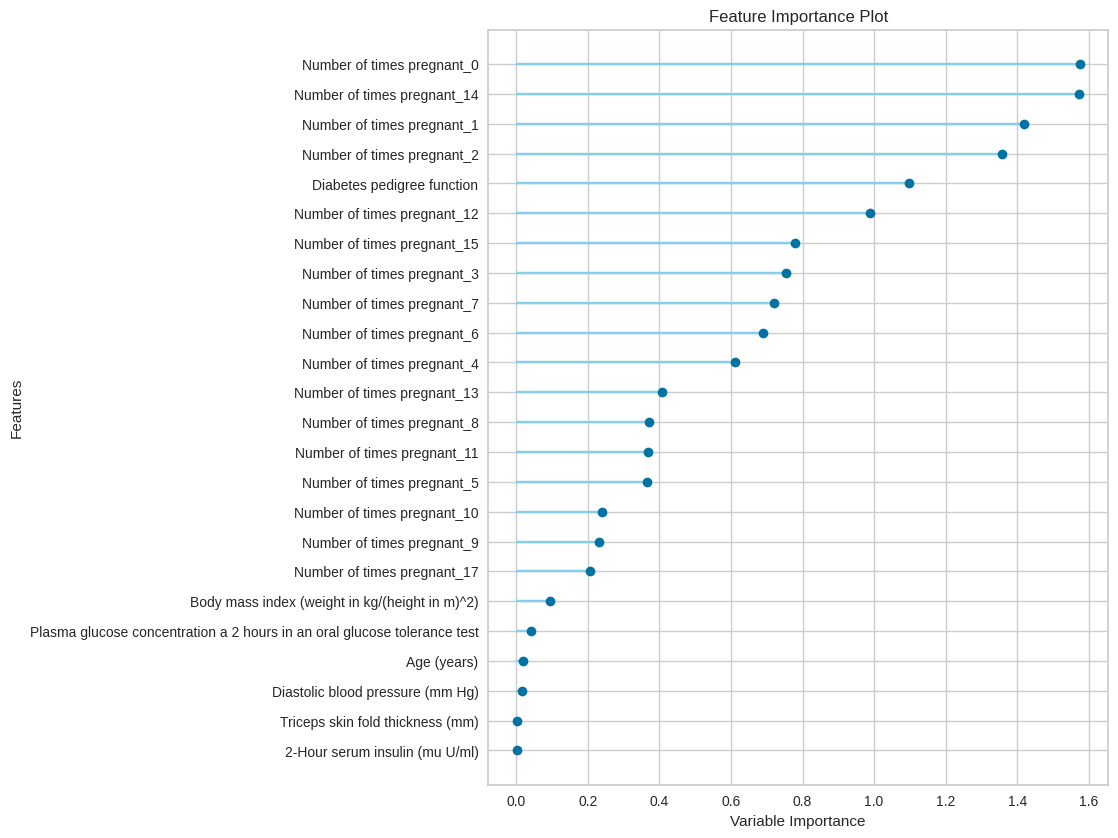 Feature Importance Plot
Number of times pregnant_0
Number of times pregnant_14
Number of times pregnant_1
Number of times pregnant_2
Diabetes pedigree function
Number of times pregnant_12
Number of times pregnant_15
Number of times pregnant_3
Number of times pregnant_7
Number of times pregnant_6
Number of times pregnant_4
Number of times pregnant_13
Number of times pregnant_8
Number of times pregnant_11
Number of times pregnant_5
Number of times pregnant_10
Number of times pregnant_9
Number of times pregnant_17
Body mass index (weight in kg/(height in m)^2)
Plasma glucose concentration a 2 hours in an oral glucose tolerance test
Age (years)
Diastolic blood pressure (mm Hg)
Triceps skin fold thickness (mm)
2-Hour serum insulin (mu U/ml)
Features
0.0 0.2 0.4 0.6 0.8 1.0 1.2 1.4 1.6
Variable Importance